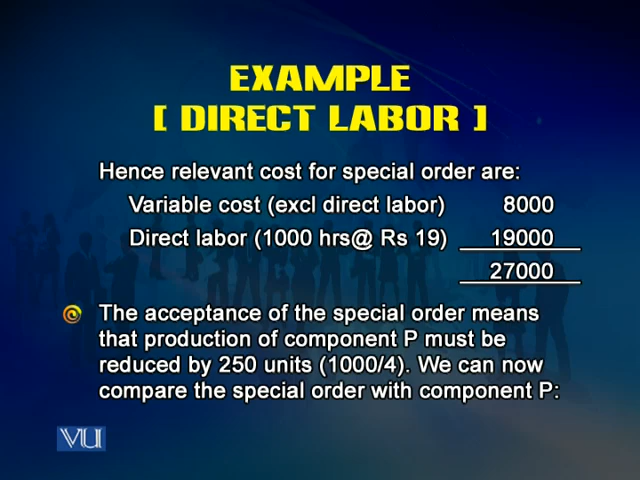 EXAMPLE
[ DIRECT LABOR ]
Hence relevant cost for special order are:
Variable cost (excl direct labor) 8000
Direct labor (1000 hrs@ Rs 19) 19000
27000
The acceptance of the special order means
that production of component P must be
reduced by 250 units (1000/4). We can now
compare the special order with component P:
VU